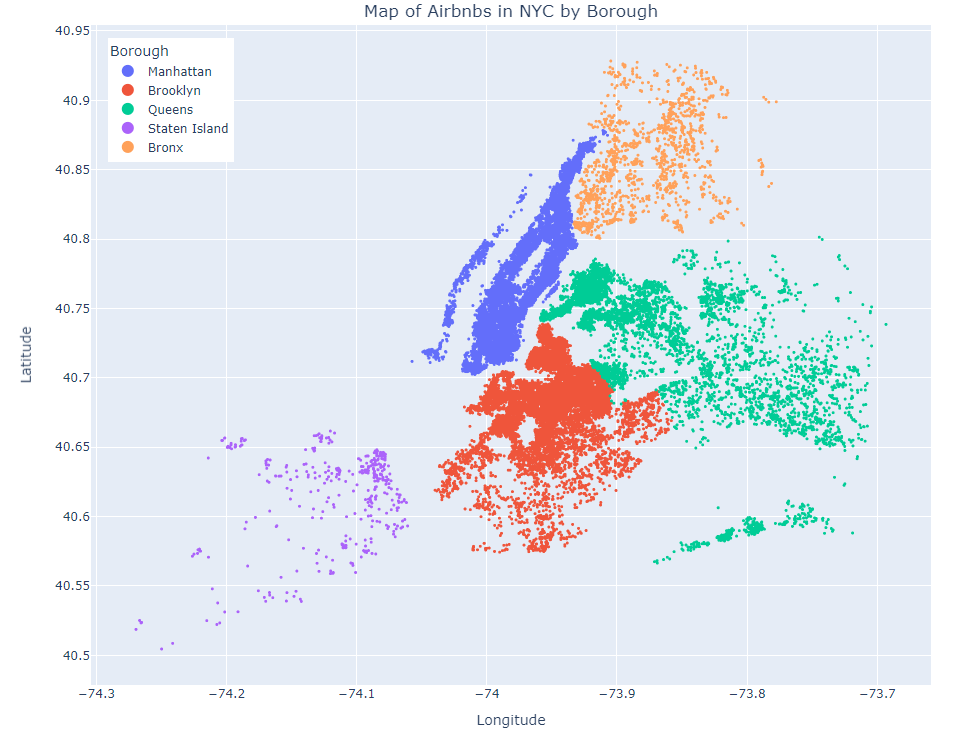 Map of Airbnbs in NYC by Borough
Borough
Manhattan
Brooklyn
Queens
Staten Island
Bronx
40.95
40.9
40.85
40.8
40.75
40.7
40.65
40.6
40.55
40.5
Latitude
−74.3
−74.2
−74.1
−74
−73.9
−73.8
−73.7
Longitude